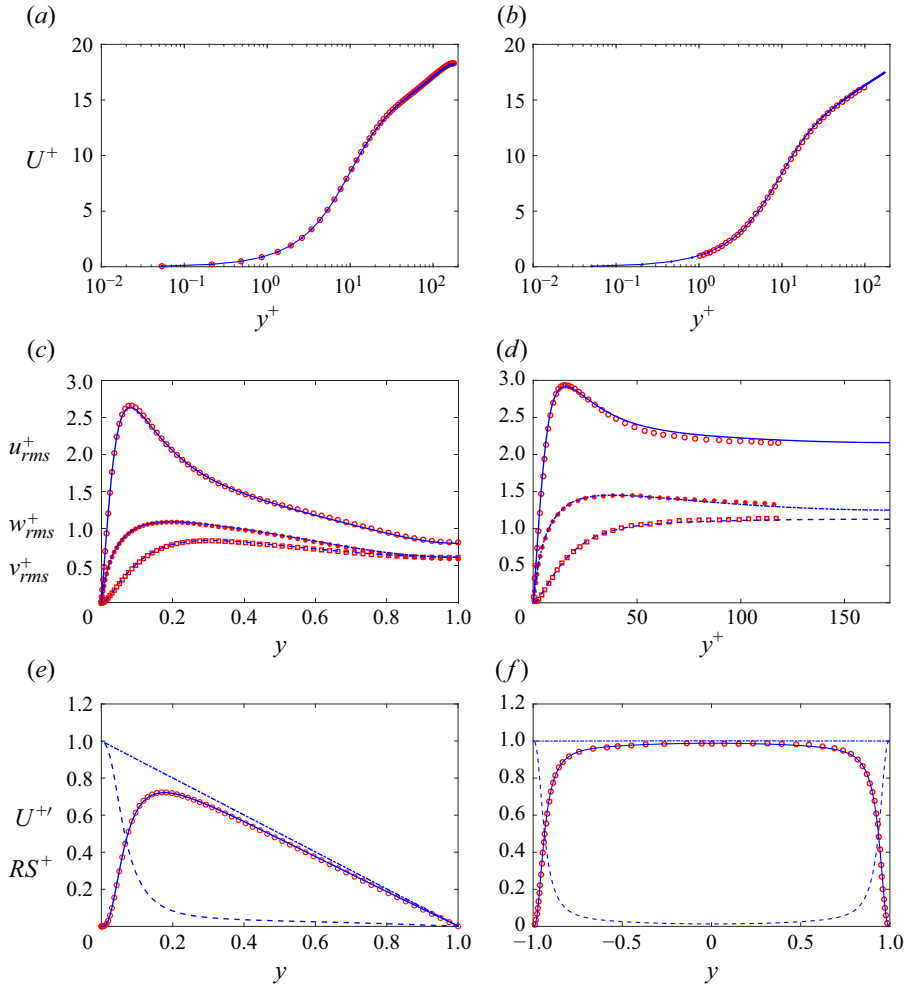 (a) (b)
20 20
15 15
U⁺ 10 10
5 5
0 0
10⁻² 10⁻¹ 10⁰ 10¹ 10² 10⁻² 10⁻¹ 10⁰ 10¹ 10²
y⁺ y⁺
(c) (d)
3.0 3.0
2.5 2.5
u⁺rms 2.0 2.0
1.5 1.5
w⁺rms 1.0 1.0
v⁺rms 0.5 0.5
0 0.2 0.4 0.6 0.8 1.0 0 50 100 150
y y⁺
(e) (f)
1.2 1.2
1.0 1.0
0.8 0.8
U⁺′ 0.6 0.6
RS⁺ 0.4 0.4
0.2 0.2
0 0.2 0.4 0.6 0.8 1.0 0 −1.0 −0.5 0 0.5 1.0
y y